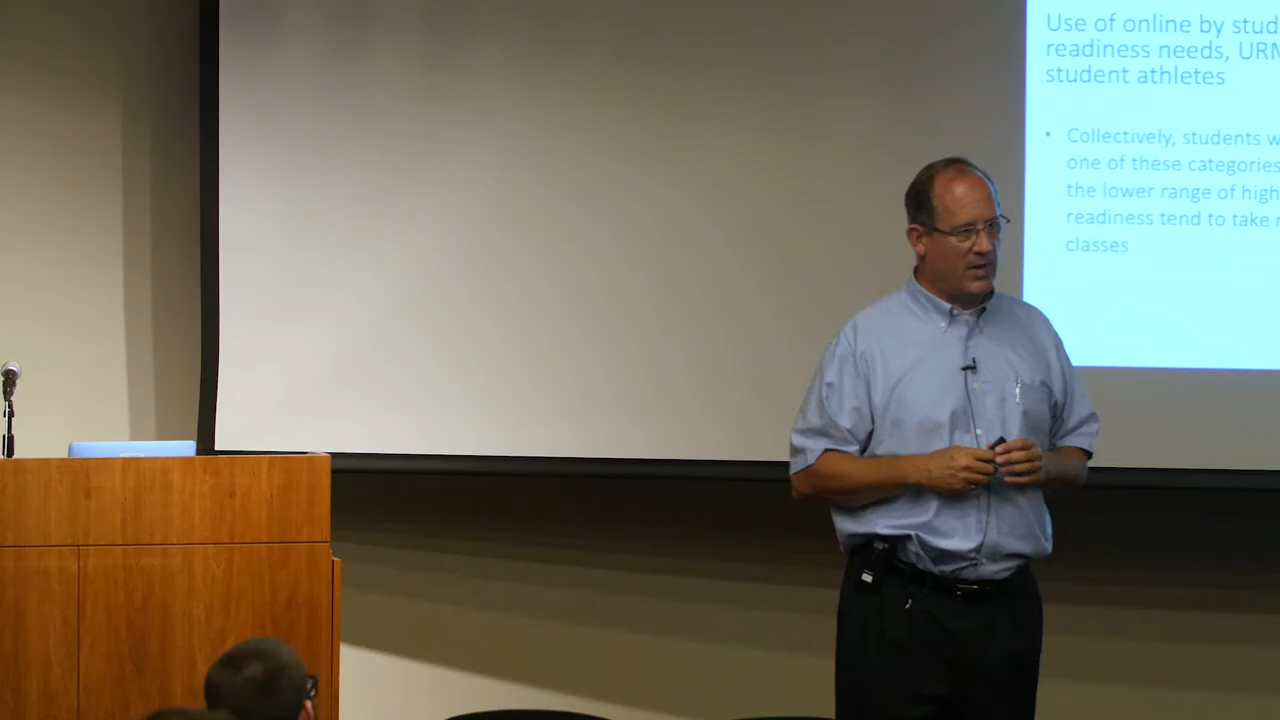 Use of online by stud
readiness needs, URM
student athletes
• Collectively, students w
one of these categories
the lower range of high
readiness tend to take
classes